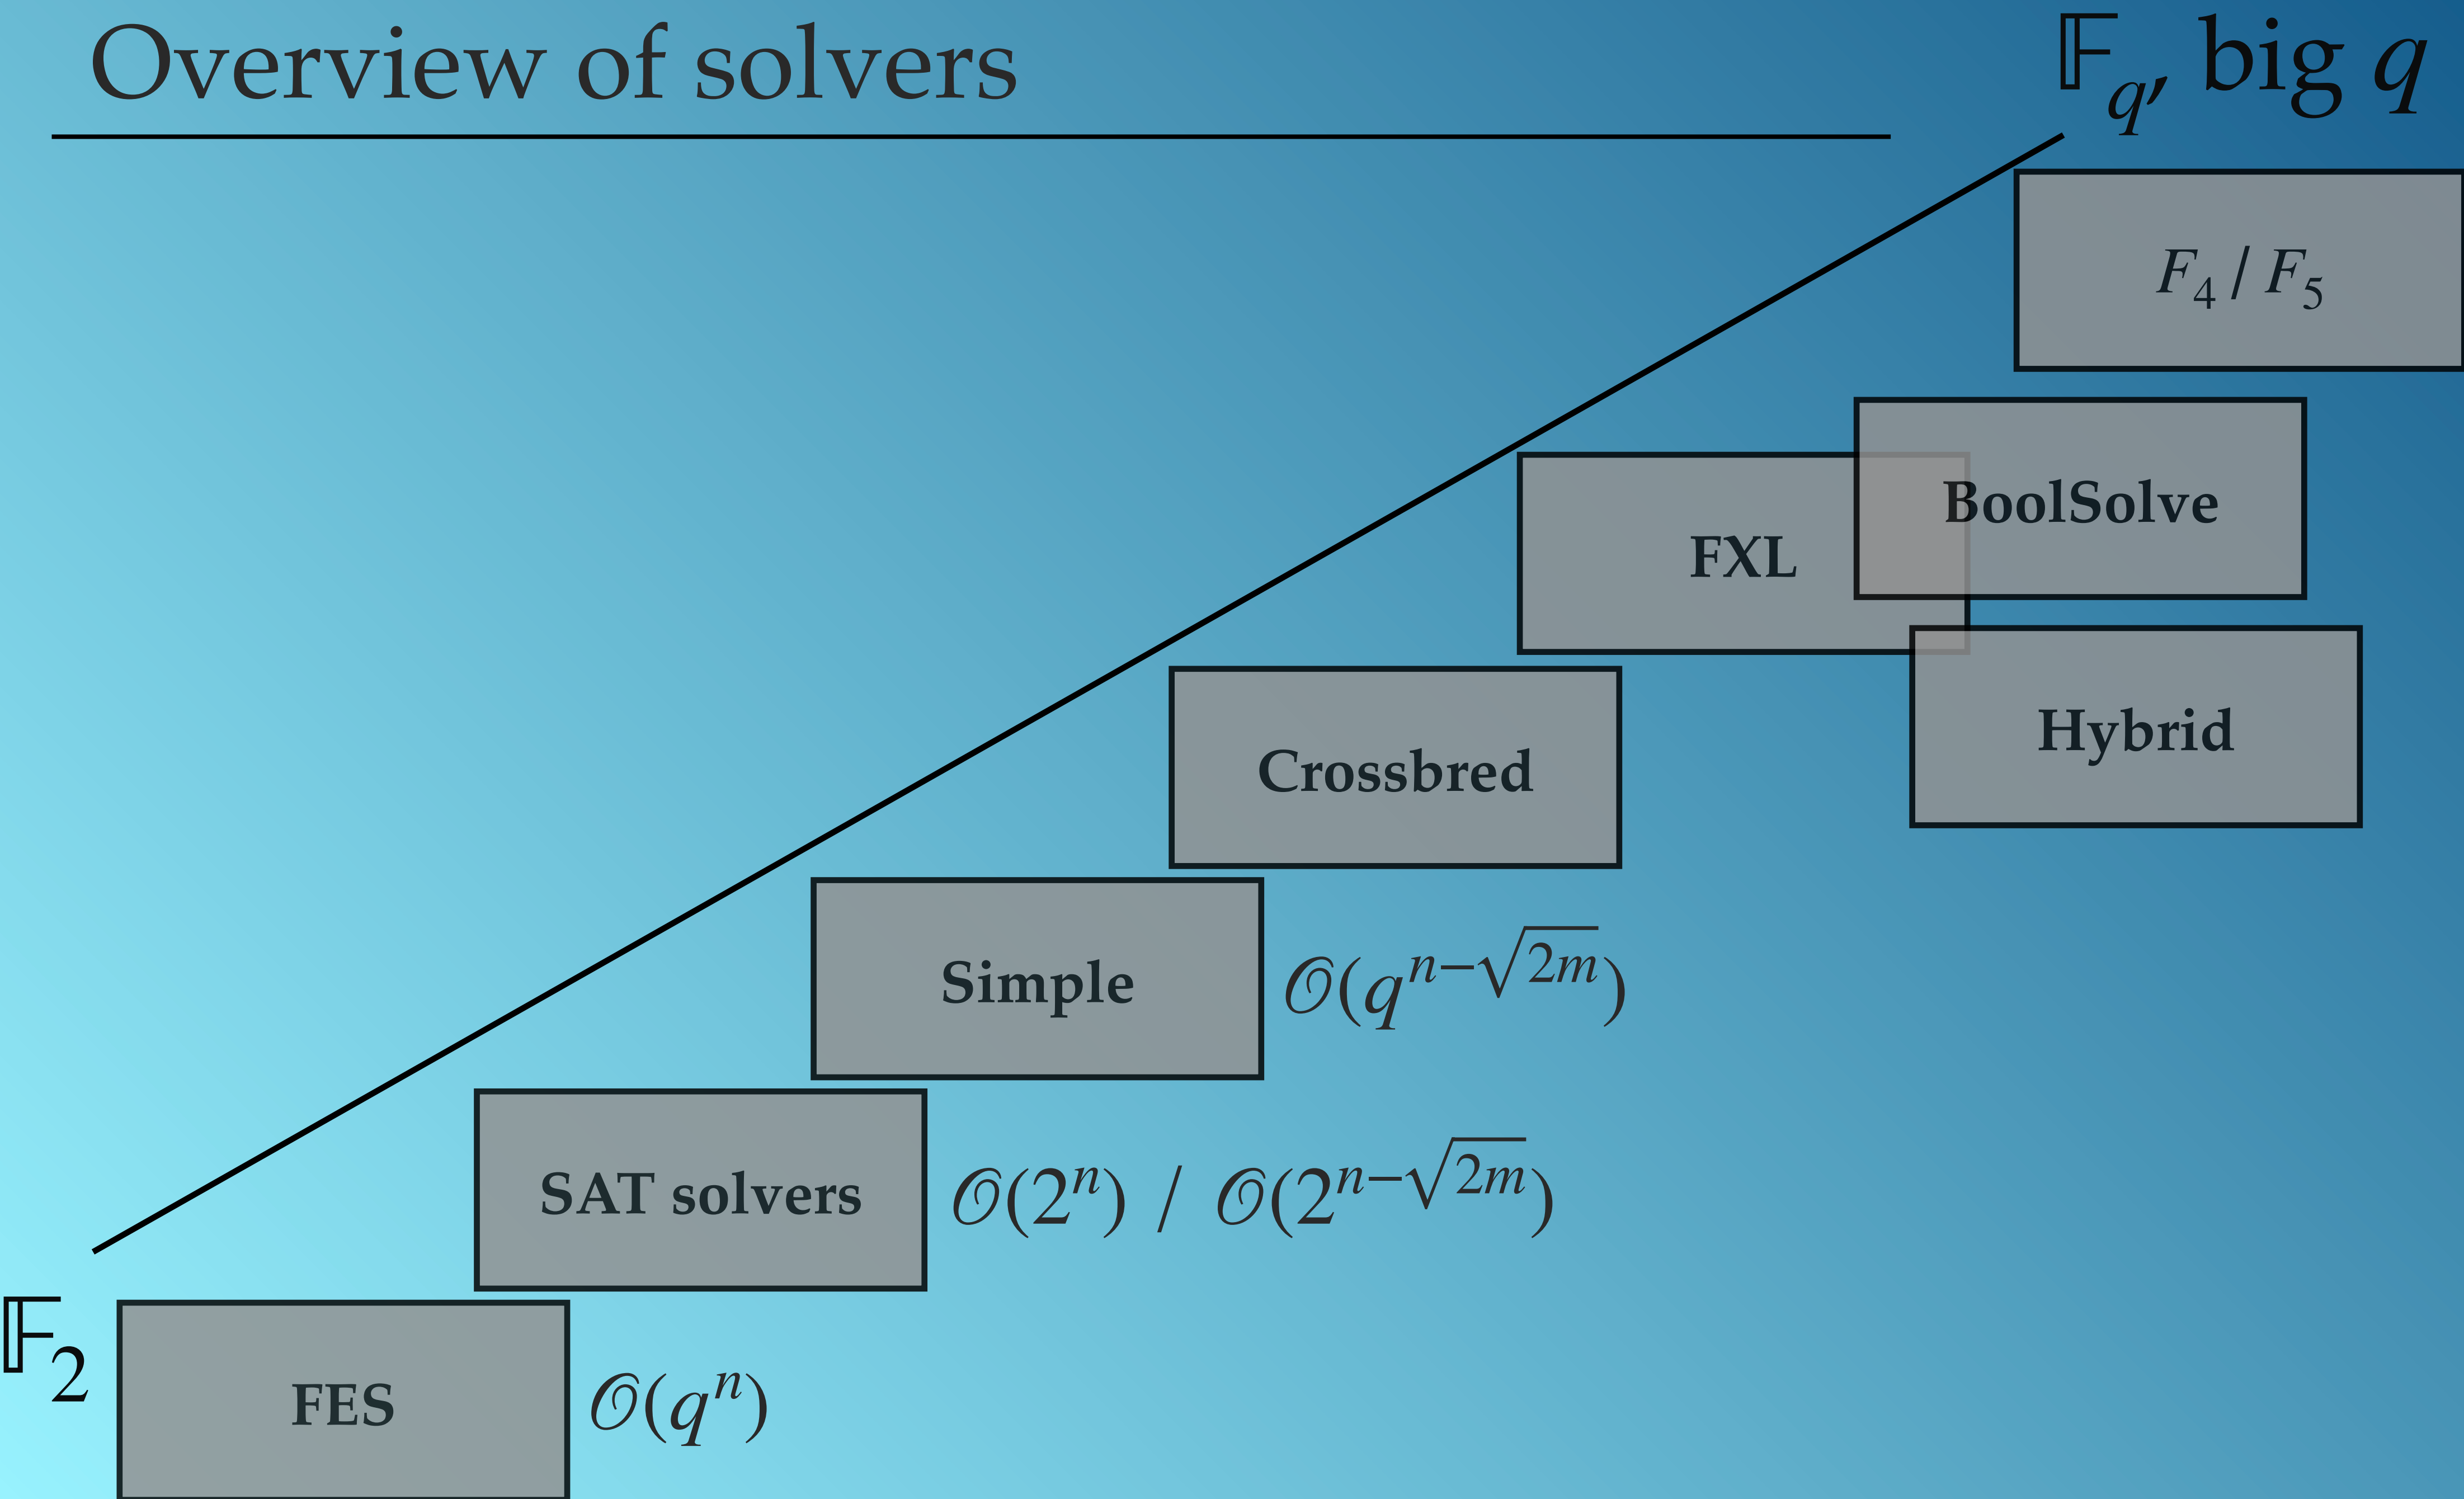 Overview of solvers
𝔽_q, big q
F₄ / F₅
BoolSolve
FXL
Hybrid
Crossbred
Simple 𝒪(q^{n−√(2m)})
SAT solvers 𝒪(2^n) / 𝒪(2^{n−√(2m)})
𝔽₂
FES 𝒪(q^n)